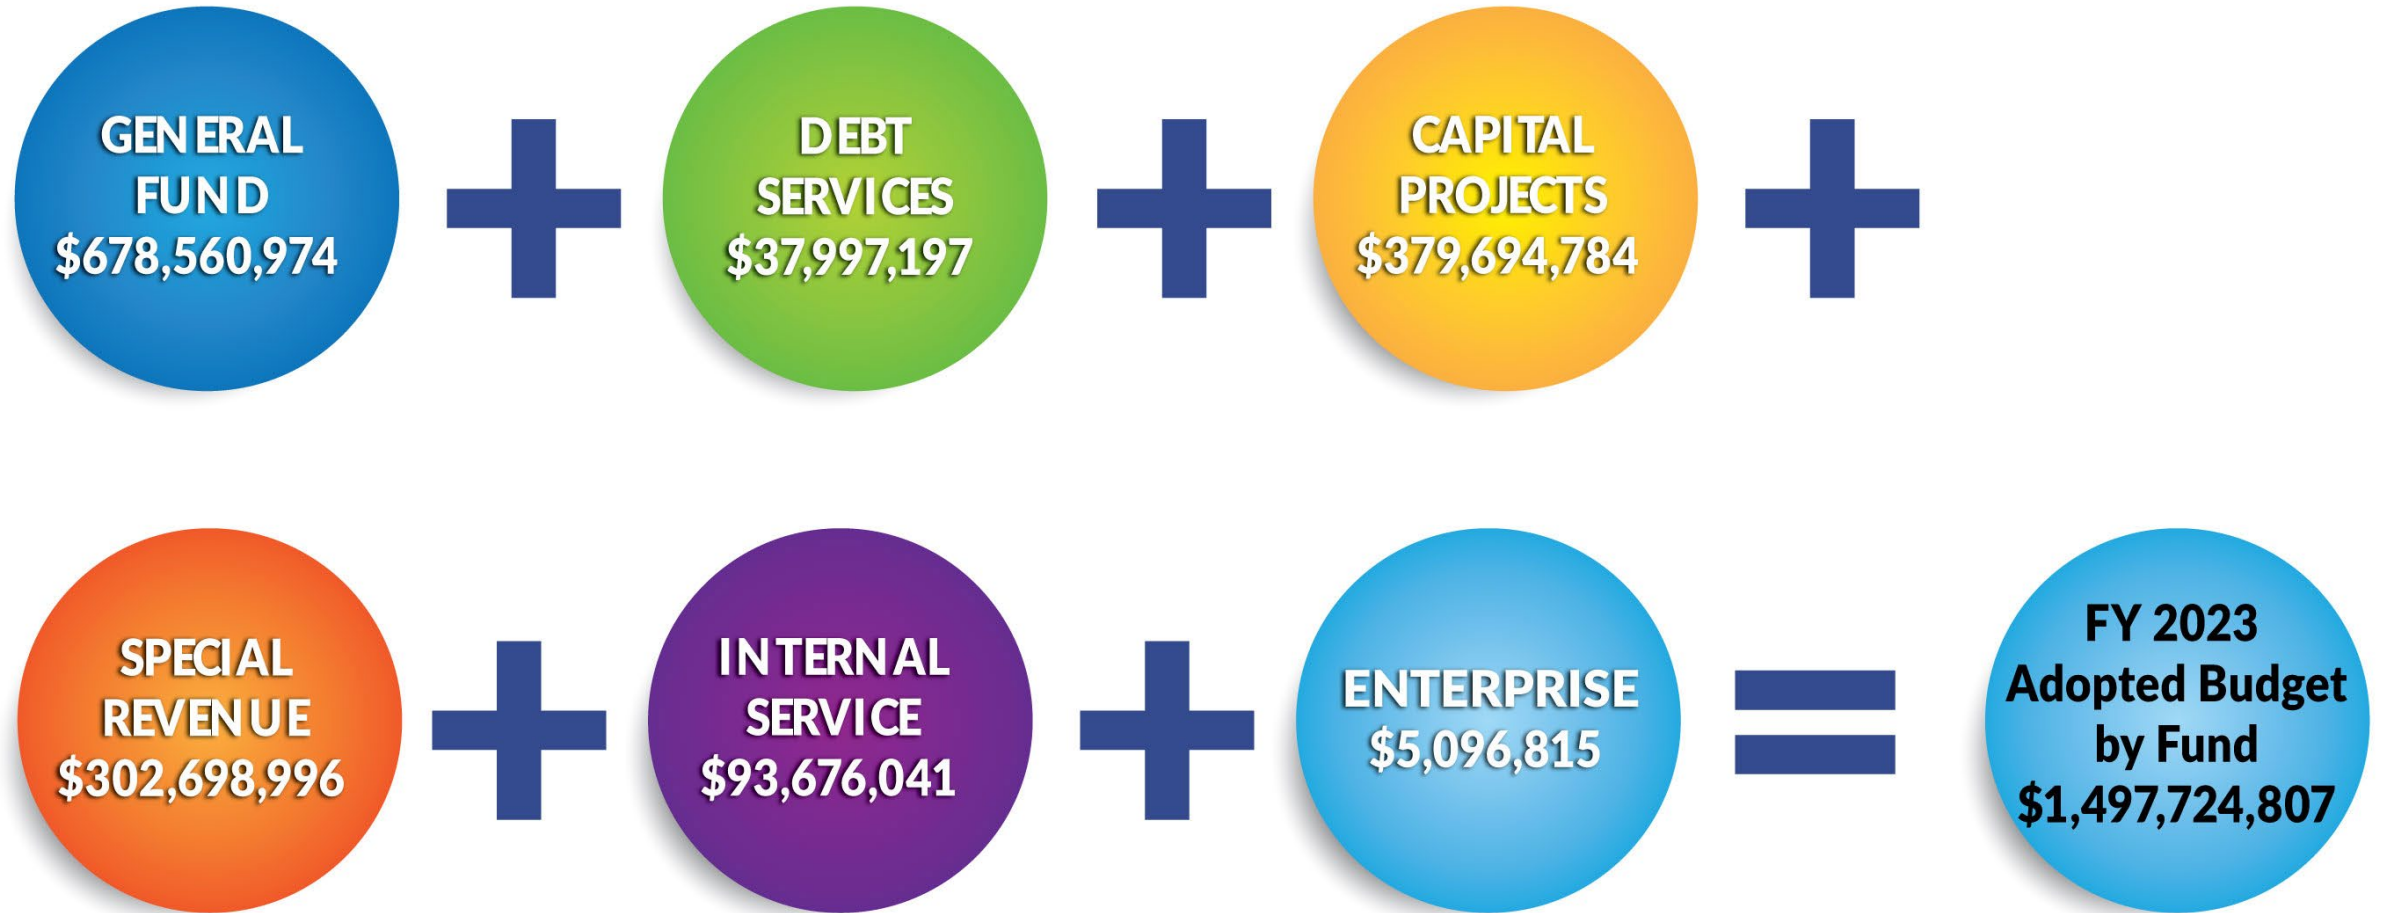 GENERAL
FUND
$678,560,974
DEBT
SERVICES
$37,997,197
CAPITAL
PROJECTS
$379,694,784
SPECIAL
REVENUE
$302,698,996
INTERNAL
SERVICE
$93,676,041
ENTERPRISE
$5,096,815
FY 2023
Adopted Budget
by Fund
$1,497,724,807